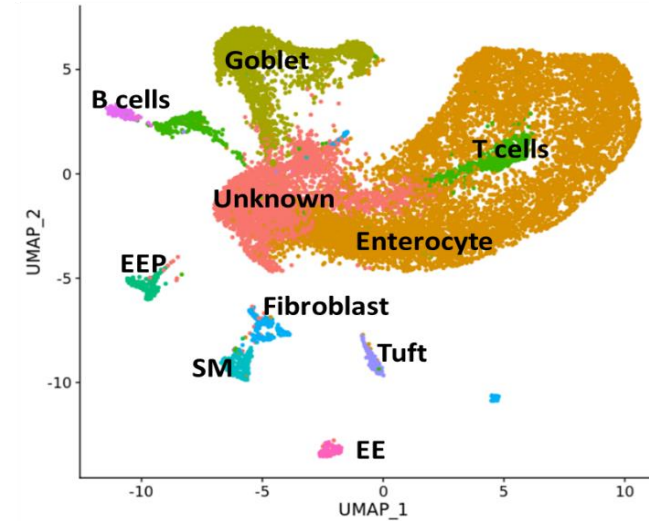 Goblet
5
B cells
T cells
0
Unknown
UMAP_2
Enterocyte
EEP
-5
Fibroblast
Tuft
SM
-10
EE
-10
-5
0
5
10
UMAP_1